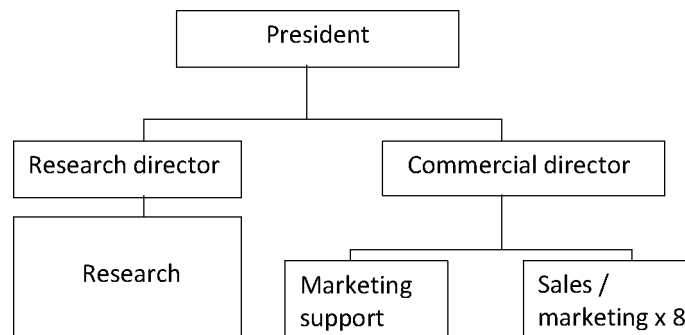 President
Research director
Commercial director
Research
Marketing
support
Sales /
marketing x 8